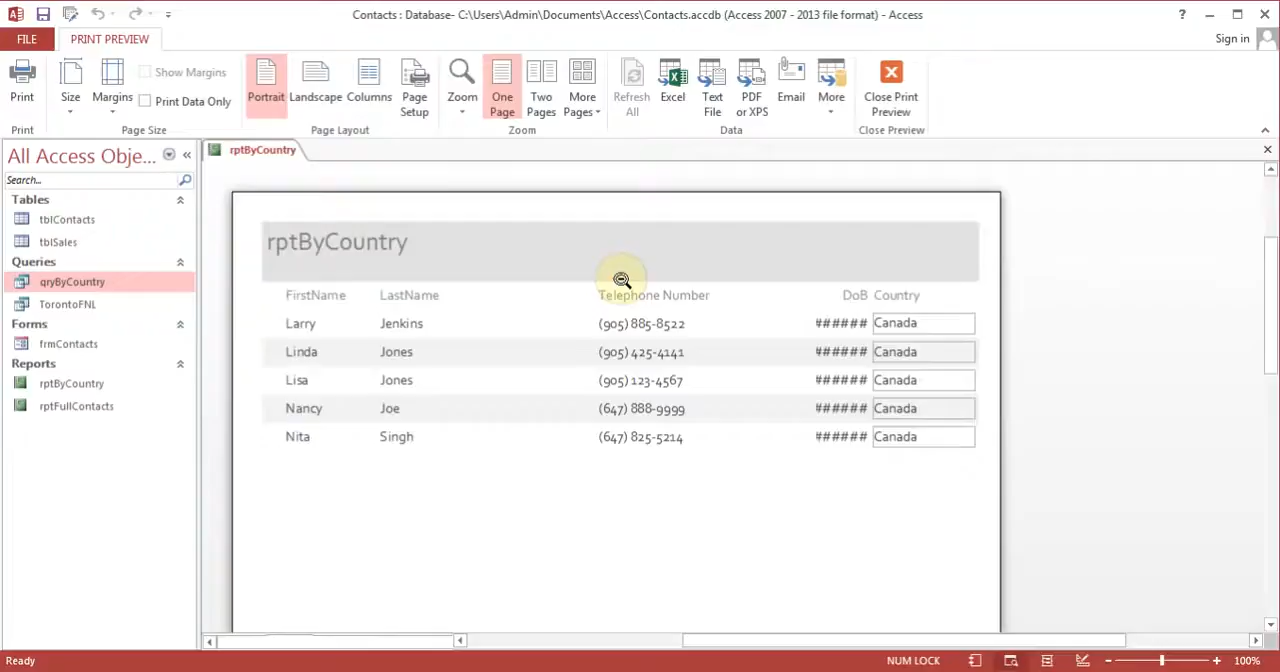 Contacts : Database- C:\Users\Admin\Documents\Access\Contacts.accdb (Access 2007 - 2013 file format) - Access
?
FILE
PRINT PREVIEW
Sign in
Print
Size
Margins
Show Margins
Print Data Only
Portrait
Landscape
Columns
Page Setup
Zoom
One Page
Two Pages
More Pages
Refresh All
Excel
Text File
PDF or XPS
Email
More
Close Print Preview
Print
Page Size
Page Layout
Zoom
Data
Close Preview
All Access Obje...
Search...
Tables
tblContacts
tblSales
Queries
qryByCountry
TorontoFNL
Forms
frmContacts
Reports
rptByCountry
rptFullContacts
rptByCountry
rptByCountry
FirstName LastName Telephone Number DoB Country
Larry Jenkins (905) 885-8522 ###### Canada
Linda Jones (905) 425-4141 ###### Canada
Lisa Jones (905) 123-4567 ###### Canada
Nancy Joe (647) 888-9999 ###### Canada
Nita Singh (647) 825-5214 ###### Canada
Ready
NUM LOCK
100%